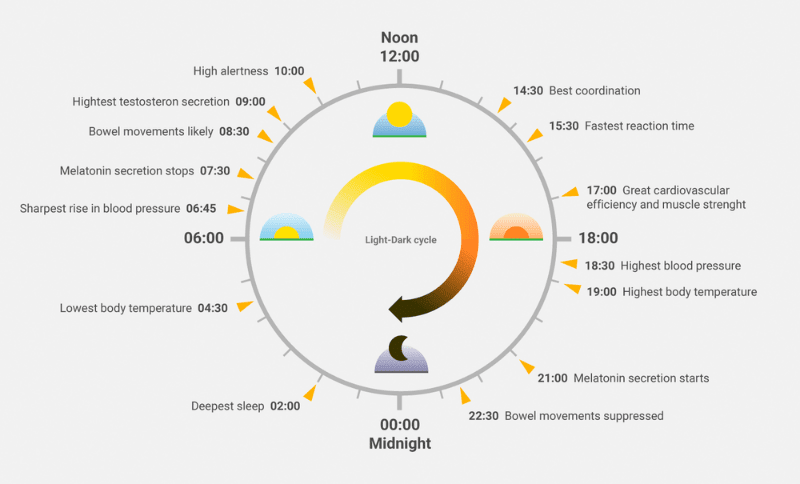 Noon
12:00
High alertness 10:00
Hightest testosteron secretion 09:00
Bowel movements likely 08:30
Melatonin secretion stops 07:30
Sharpest rise in blood pressure 06:45
06:00
Lowest body temperature 04:30
Deepest sleep 02:00
Light-Dark cycle
14:30 Best coordination
15:30 Fastest reaction time
17:00 Great cardiovascular
efficiency and muscle strenght
18:00
18:30 Highest blood pressure
19:00 Highest body temperature
21:00 Melatonin secretion starts
22:30 Bowel movements suppressed
00:00
Midnight